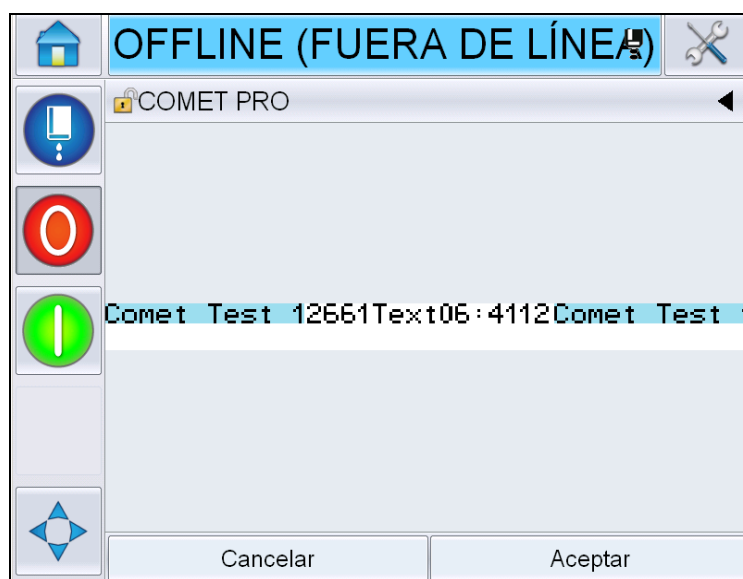 OFFLINE (FUERA DE LÍNEA)
COMET PRO
Comet Test 12661Text06:4112Comet Test
Cancelar
Aceptar